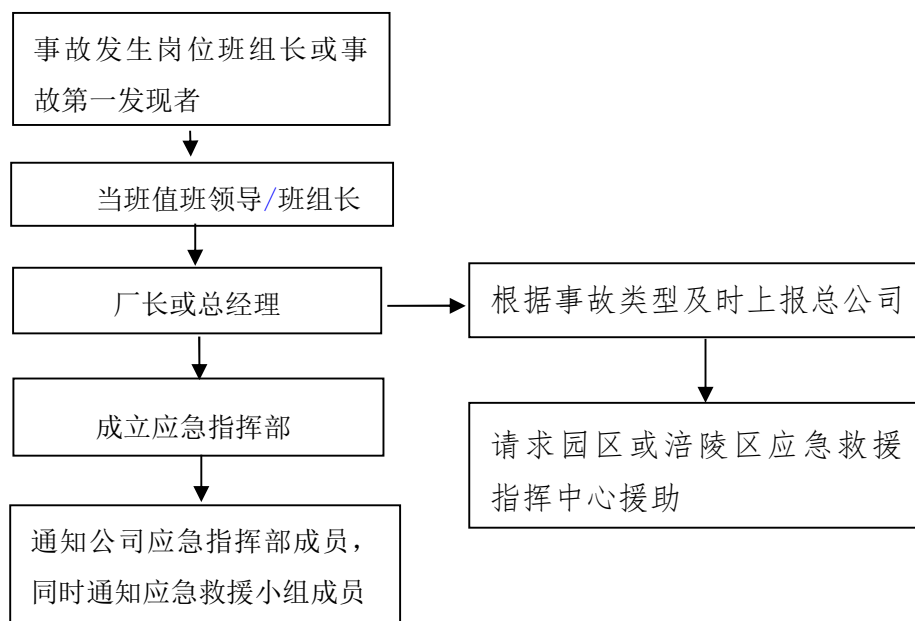 事故发生岗位班组长或事
故第一发现者
当班值班领导/班组长
厂长或总经理
根据事故类型及时上报总公司
成立应急指挥部
请求园区或涪陵区应急救援
指挥中心援助
通知公司应急指挥部成员，
同时通知应急救援小组成员